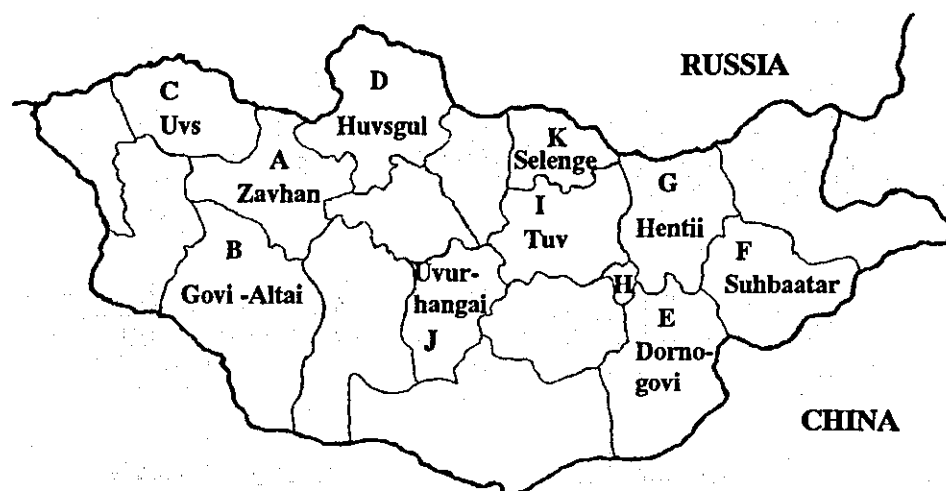 RUSSIA
C
Uvs
D
Huvsgul
K
Selenge
A
Zavhan
G
Hentii
I
Tuv
B
Govi -Altai
Uvur-
hangai
J
H
F
Suhbaatar
E
Dorno-
govi
CHINA